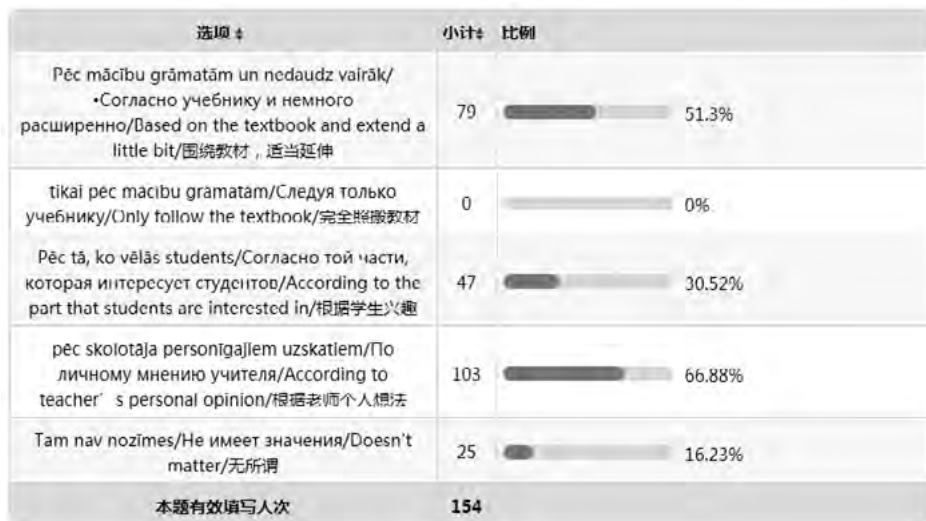 选项 小计 比例
Pēc mācību grāmatām un nedaudz vairāk/
•Согласно учебнику и немного
расширенно/Based on the textbook and extend a
little bit/围绕教材，适当延伸
79 51.3%
tikai pēc mācību grāmatām/Следуя только
учебнику/Only follow the textbook/完全照搬教材
0 0%
Pēc tā, ko vēlās students/Согласно той части,
которая интересует студентов/According to the
part that students are interested in/根据学生兴趣
47 30.52%
pēc skolotāja personīgajiem uzskatiem/По
личному мнению учителя/According to
teacher’s personal opinion/根据老师个人想法
103 66.88%
Tam nav nozīmes/Не имеет значения/Doesn't
matter/无所谓
25 16.23%
本题有效填写人次 154